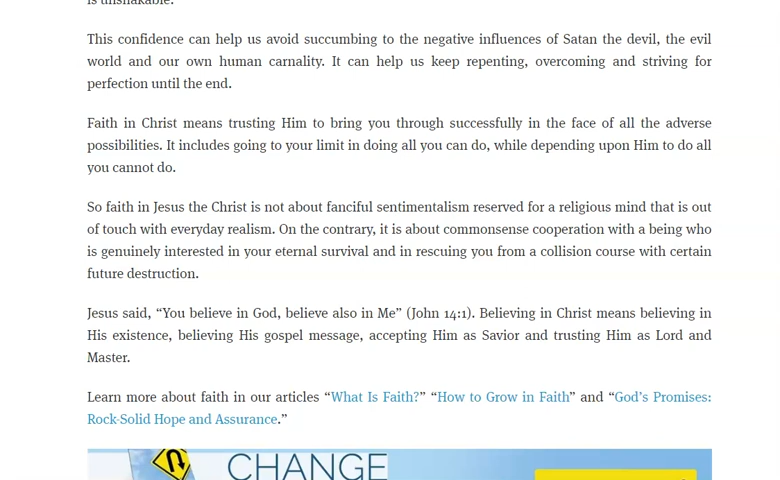 is unshakable.
This confidence can help us avoid succumbing to the negative influences of Satan the devil, the evil
world and our own human carnality. It can help us keep repenting, overcoming and striving for
perfection until the end.
Faith in Christ means trusting Him to bring you through successfully in the face of all the adverse
possibilities. It includes going to your limit in doing all you can do, while depending upon Him to do all
you cannot do.
So faith in Jesus the Christ is not about fanciful sentimentalism reserved for a religious mind that is out
of touch with everyday realism. On the contrary, it is about commonsense cooperation with a being who
is genuinely interested in your eternal survival and in rescuing you from a collision course with certain
future destruction.
Jesus said, “You believe in God, believe also in Me” (John 14:1). Believing in Christ means believing in
His existence, believing His gospel message, accepting Him as Savior and trusting Him as Lord and
Master.
Learn more about faith in our articles “What Is Faith?” “How to Grow in Faith” and “God’s Promises:
Rock-Solid Hope and Assurance.”
CHANGE